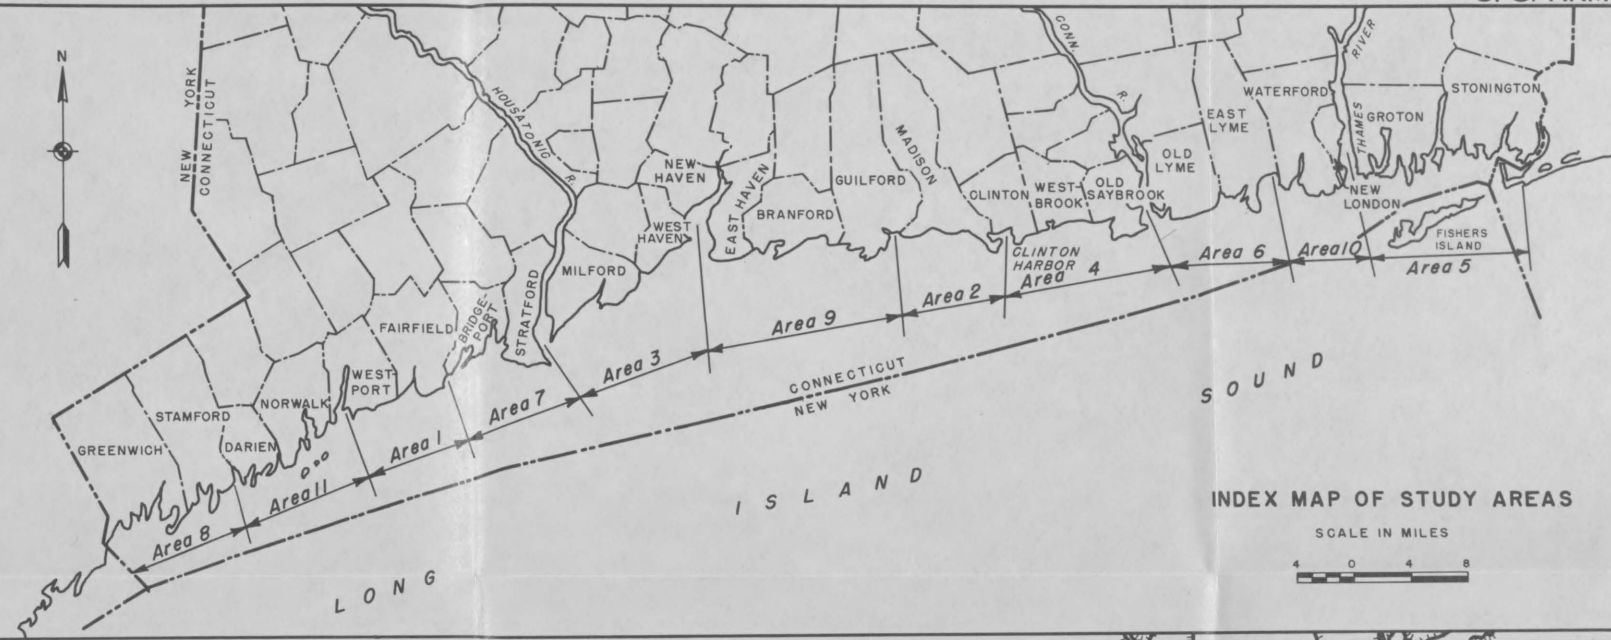 N
NEW YORK
CONNECTICUT
HOUSATONIC R.
CONN. R.
THAMES RIVER
GREENWICH
STAMFORD
DARIEN
NORWALK
WEST-
PORT
FAIRFIELD
BRIDGE-
PORT
STRATFORD
MILFORD
WEST
HAVEN
NEW
HAVEN
EAST HAVEN
BRANFORD
GUILFORD
MADISON
CLINTON
WEST-
BROOK
OLD
SAYBROOK
OLD
LYME
EAST
LYME
WATERFORD
NEW
LONDON
GROTON
STONINGTON
FISHERS
ISLAND
CLINTON
HARBOR
Area 8
Area 11
Area 1
Area 7
Area 3
Area 9
Area 2
Area 4
Area 6
Area 10
Area 5
CONNECTICUT
NEW YORK
LONG ISLAND SOUND
INDEX MAP OF STUDY AREAS
SCALE IN MILES
4 0 4 8